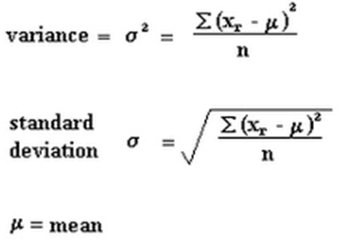 variance = σ² = Σ(xᵣ - μ)² / n
standard deviation σ = √(Σ(xᵣ - μ)² / n)
μ = mean